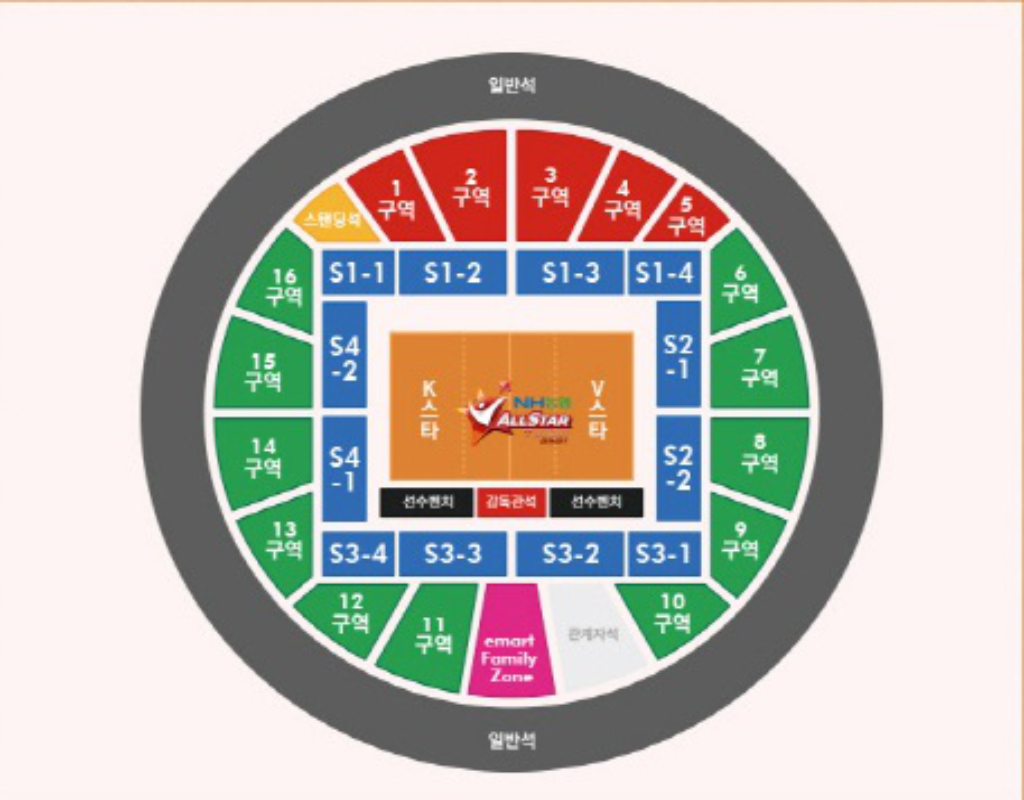 일반석
스탠딩석
1
구역
2
구역
3
구역
4
구역
5
구역
S1-1
S1-2
S1-3
S1-4
16
구역
6
구역
S4
-2
S2
-1
15
구역
7
구역
K
스
타
V
스
타
NH농협
ALLSTAR
14
구역
S4
-1
S2
-2
8
구역
선수벤치
감독관석
선수벤치
13
구역
9
구역
S3-4
S3-3
S3-2
S3-1
12
구역
11
구역
emart
Family
Zone
관계자석
10
구역
일반석